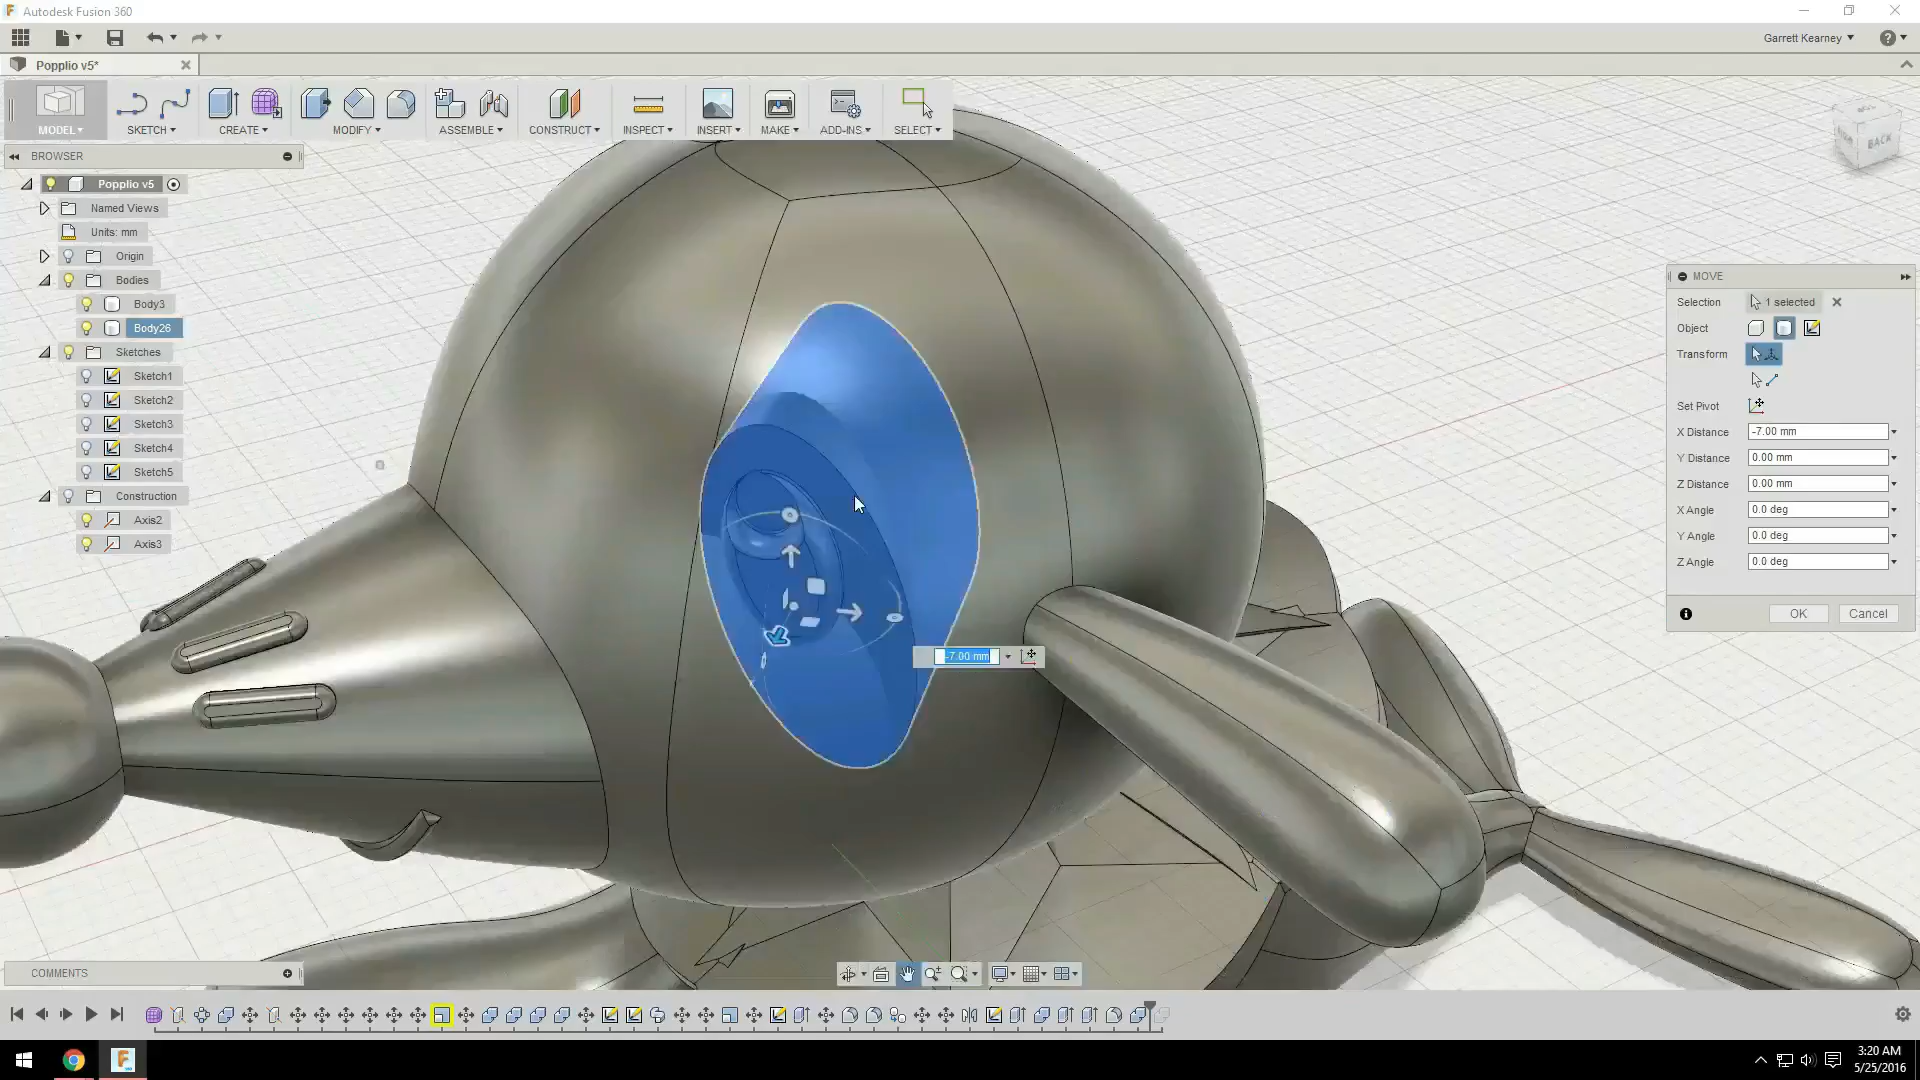 Autodesk Fusion 360
Garrett Kearney
Popplio v5*
MODEL
SKETCH
CREATE
MODIFY
ASSEMBLE
CONSTRUCT
INSPECT
INSERT
MAKE
ADD-INS
SELECT
BACK
BROWSER
Popplio v5
Named Views
Units: mm
Origin
Bodies
Body3
Body26
Sketches
Sketch1
Sketch2
Sketch3
Sketch4
Sketch5
Construction
Axis2
Axis3
MOVE
Selection 1 selected
Object
Transform
Set Pivot
X Distance -7.00 mm
Y Distance 0.00 mm
Z Distance 0.00 mm
X Angle 0.0 deg
Y Angle 0.0 deg
Z Angle 0.0 deg
OK Cancel
-7.00 mm
COMMENTS
3:20 AM
5/25/2016